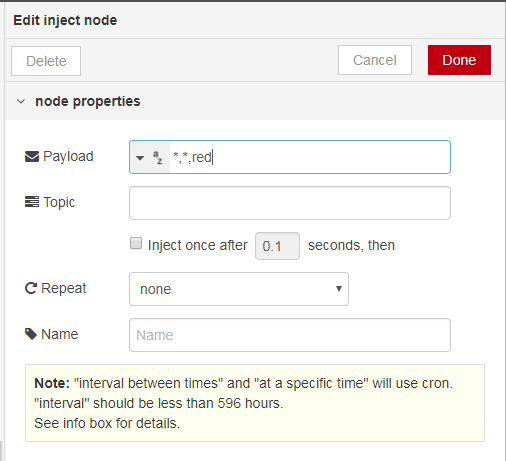 Edit inject node
Delete Cancel Done
node properties
Payload az *,*,red
Topic
Inject once after 0.1 seconds, then
Repeat none
Name Name
Note: "interval between times" and "at a specific time" will use cron.
"interval" should be less than 596 hours.
See info box for details.